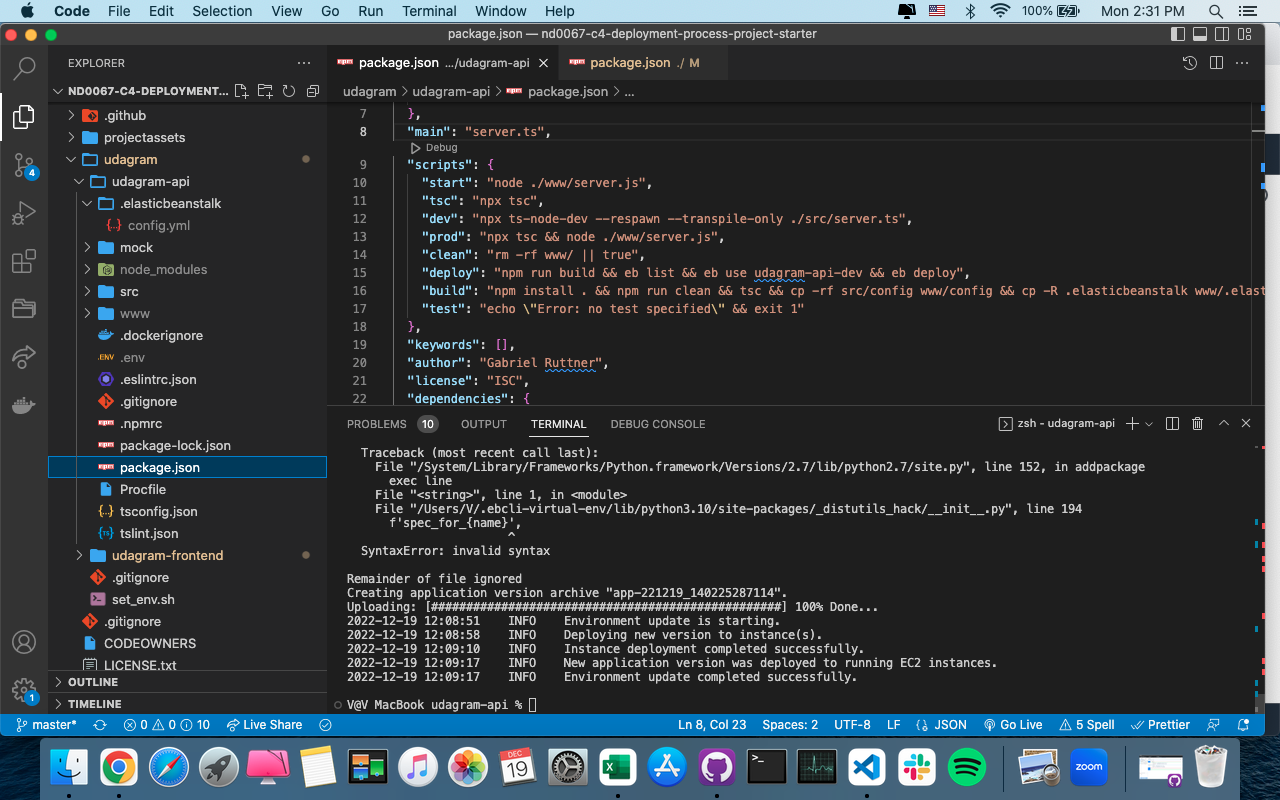 Code File Edit Selection View Go Run Terminal Window Help 100% Mon 2:31 PM
package.json — nd0067-c4-deployment-process-project-starter
EXPLORER
package.json .../udagram-api
package.json ./ M
ND0067-C4-DEPLOYMENT...
udagram > udagram-api > package.json > ...
.github
projectassets
udagram
udagram-api
.elasticbeanstalk
config.yml
mock
node_modules
src
www
.dockerignore
.env
.eslintrc.json
.gitignore
.npmrc
package-lock.json
package.json
Procfile
tsconfig.json
tslint.json
udagram-frontend
.gitignore
set_env.sh
.gitignore
CODEOWNERS
LICENSE.txt
OUTLINE
TIMELINE
4
1
7 },
8 "main": "server.ts",
Debug
9 "scripts": {
10 "start": "node ./www/server.js",
11 "tsc": "npx tsc",
12 "dev": "npx ts-node-dev --respawn --transpile-only ./src/server.ts",
13 "prod": "npx tsc && node ./www/server.js",
14 "clean": "rm -rf www/ || true",
15 "deploy": "npm run build && eb list && eb use udagram-api-dev && eb deploy",
16 "build": "npm install . && npm run clean && tsc && cp -rf src/config www/config && cp -R .elasticbeanstalk www/.elast
17 "test": "echo \"Error: no test specified\" && exit 1"
18 },
19 "keywords": [],
20 "author": "Gabriel Ruttner",
21 "license": "ISC",
22 "dependencies": {
PROBLEMS 10 OUTPUT TERMINAL DEBUG CONSOLE zsh - udagram-api
Traceback (most recent call last):
File "/System/Library/Frameworks/Python.framework/Versions/2.7/lib/python2.7/site.py", line 152, in addpackage
exec line
File "<string>", line 1, in <module>
File "/Users/V/.ebcli-virtual-env/lib/python3.10/site-packages/_distutils_hack/__init__.py", line 194
f'spec_for_{name}',
^
SyntaxError: invalid syntax
Remainder of file ignored
Creating application version archive "app-221219_140225287114".
Uploading: [##################################################] 100% Done...
2022-12-19 12:08:51 INFO Environment update is starting.
2022-12-19 12:08:58 INFO Deploying new version to instance(s).
2022-12-19 12:09:10 INFO Instance deployment completed successfully.
2022-12-19 12:09:17 INFO New application version was deployed to running EC2 instances.
2022-12-19 12:09:17 INFO Environment update completed successfully.
V@V MacBook udagram-api %
master* 0 0 10 Live Share Ln 8, Col 23 Spaces: 2 UTF-8 LF JSON Go Live 5 Spell Prettier
DEC
19
zoom